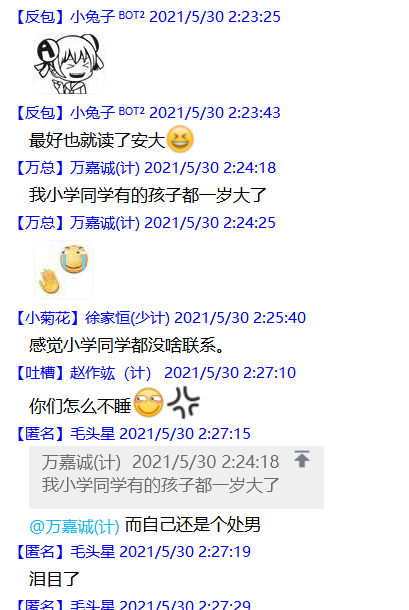 【反包】小兔子 BOT2 2021/5/30 2:23:25
【反包】小兔子 BOT2 2021/5/30 2:23:43
最好也就读了安大
【万总】万嘉诚(计) 2021/5/30 2:24:18
我小学同学有的孩子都一岁大了
【万总】万嘉诚(计) 2021/5/30 2:24:25
【小菊花】徐家恒(少计) 2021/5/30 2:25:40
感觉小学同学都没啥联系。
【吐槽】赵作竑（计） 2021/5/30 2:27:10
你们怎么不睡
【匿名】毛头星 2021/5/30 2:27:15
万嘉诚(计) 2021/5/30 2:24:18
我小学同学有的孩子都一岁大了
@万嘉诚(计) 而自己还是个处男
【匿名】毛头星 2021/5/30 2:27:19
泪目了
【匿名】毛头星 2021/5/30 2:27:29